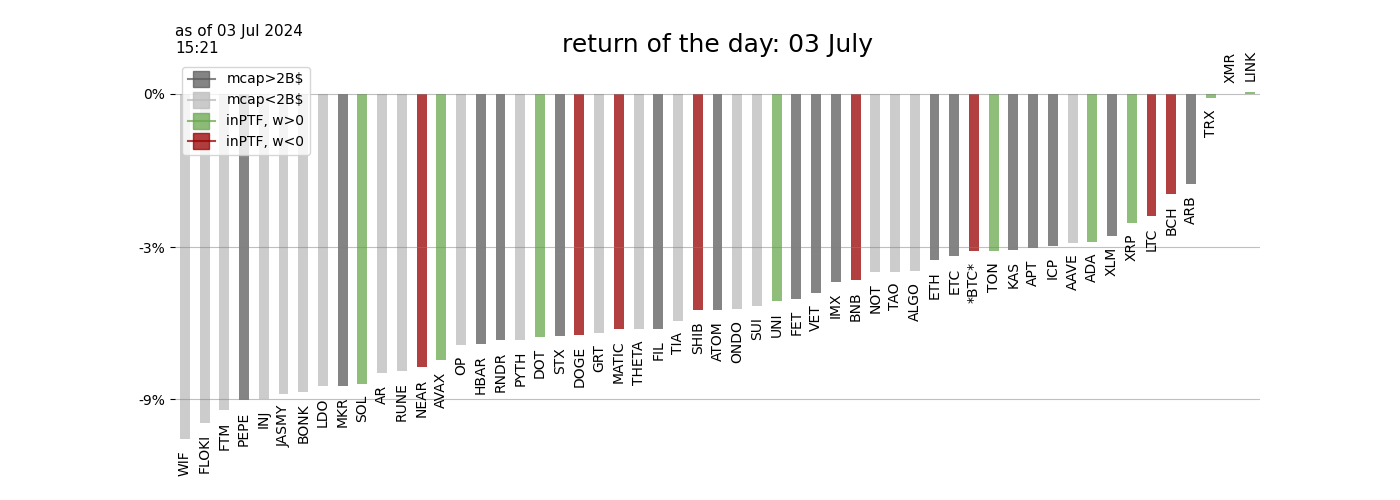 as of 03 Jul 2024
15:21
return of the day: 03 July
mcap>2B$
mcap<2B$
inPTF, w>0
inPTF, w<0
0%
-3%
-9%
WIF
FLOKI
FTM
PEPE
INJ
JASMY
BONK
LDO
MKR
SOL
AR
RUNE
NEAR
AVAX
OP
HBAR
RNDR
PYTH
DOT
STX
DOGE
GRT
MATIC
THETA
FIL
TIA
SHIB
ATOM
ONDO
SUI
UNI
FET
VET
IMX
BNB
NOT
TAO
ALGO
ETH
ETC
*BTC*
TON
KAS
APT
ICP
AAVE
ADA
XLM
XRP
LTC
BCH
ARB
TRX
XMR
LINK